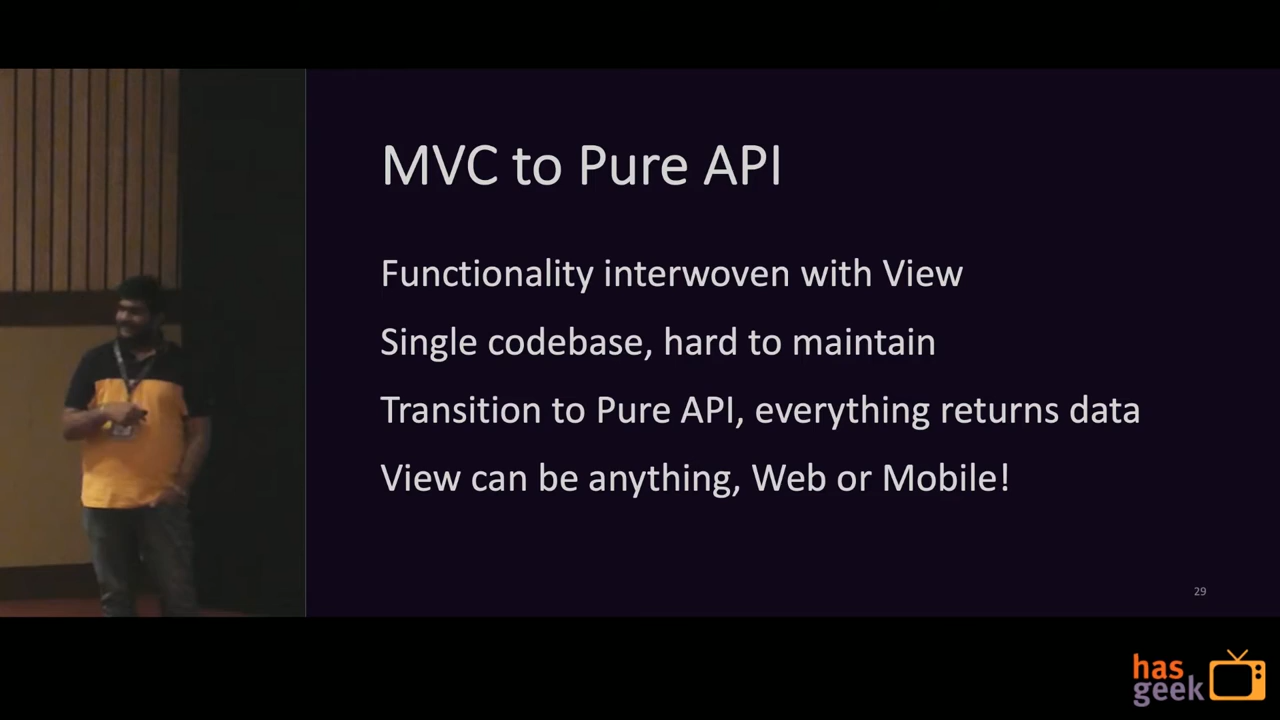 MVC to Pure API
Functionality interwoven with View
Single codebase, hard to maintain
Transition to Pure API, everything returns data
View can be anything, Web or Mobile!
29
has
geek